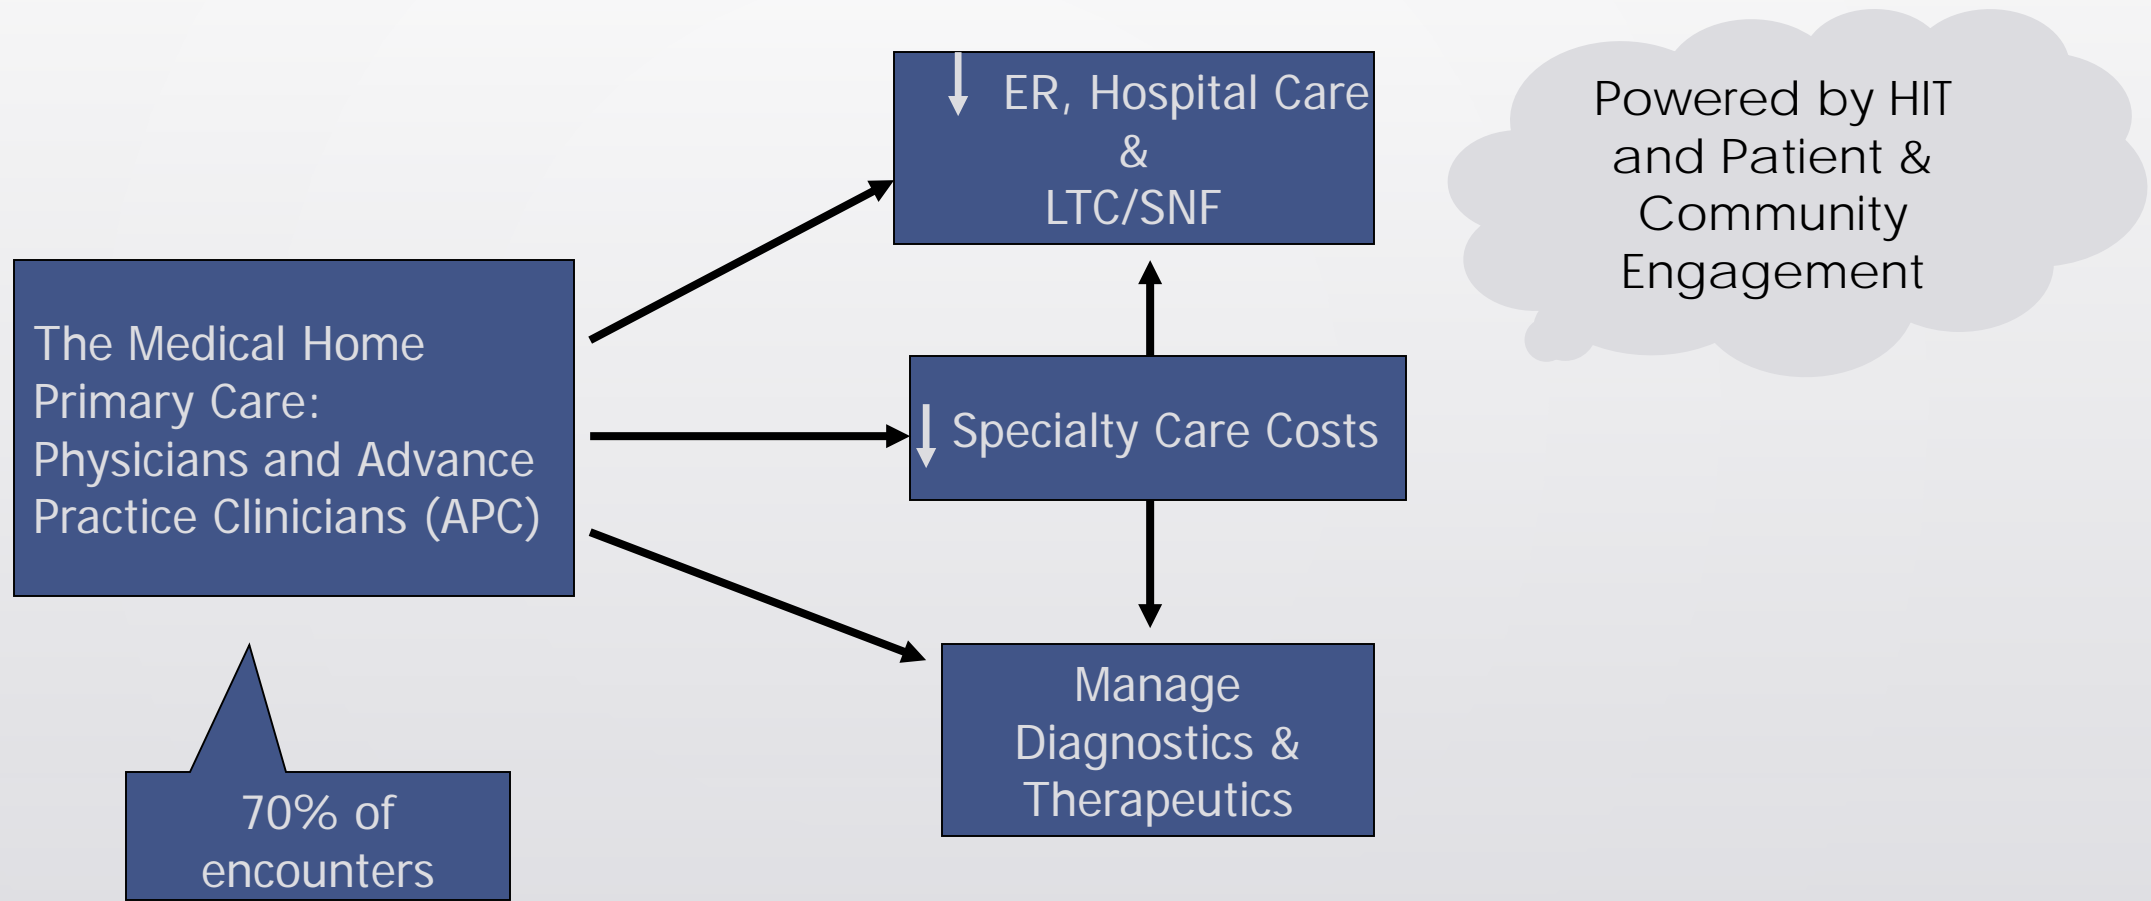 ER, Hospital Care
&
LTC/SNF
Powered by HIT
and Patient &
Community
Engagement
The Medical Home
Primary Care:
Physicians and Advance
Practice Clinicians (APC)
Specialty Care Costs
Manage
Diagnostics &
Therapeutics
70% of
encounters